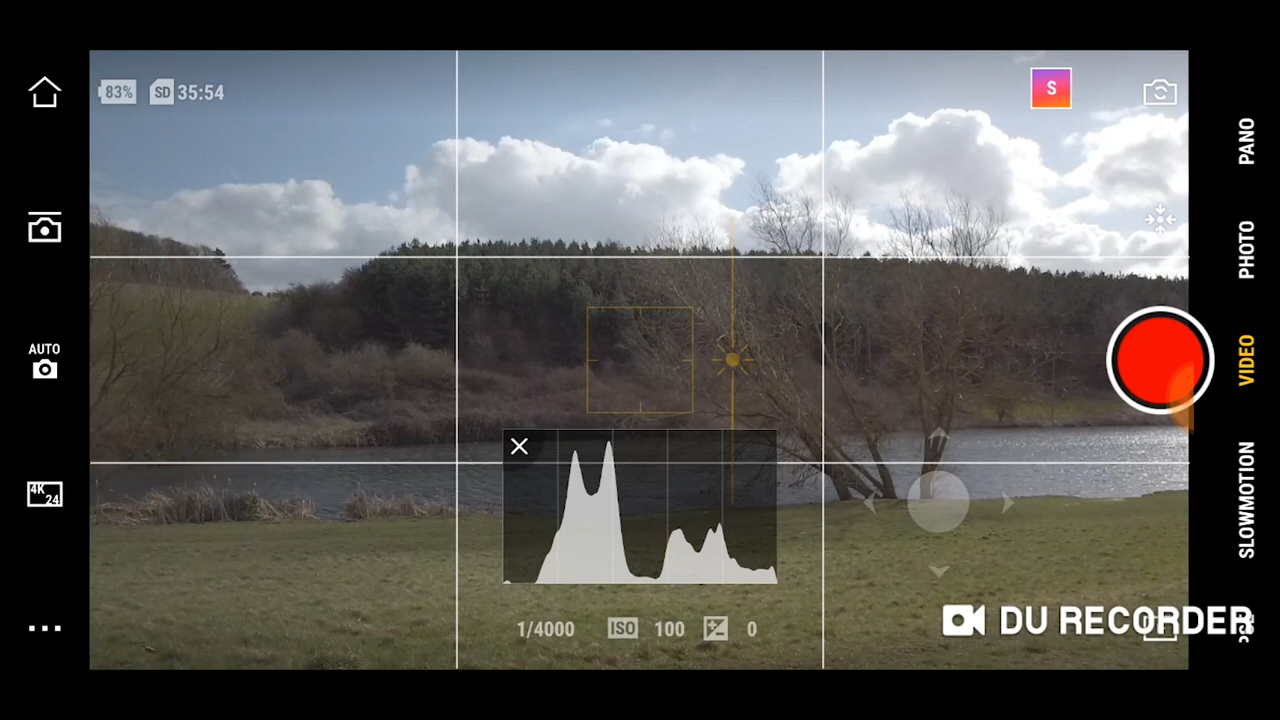 83% SD 35:54
S
AUTO
4K 24
1/4000 ISO 100 0
PANO
PHOTO
VIDEO
SLOWMOTION
DU RECORDER